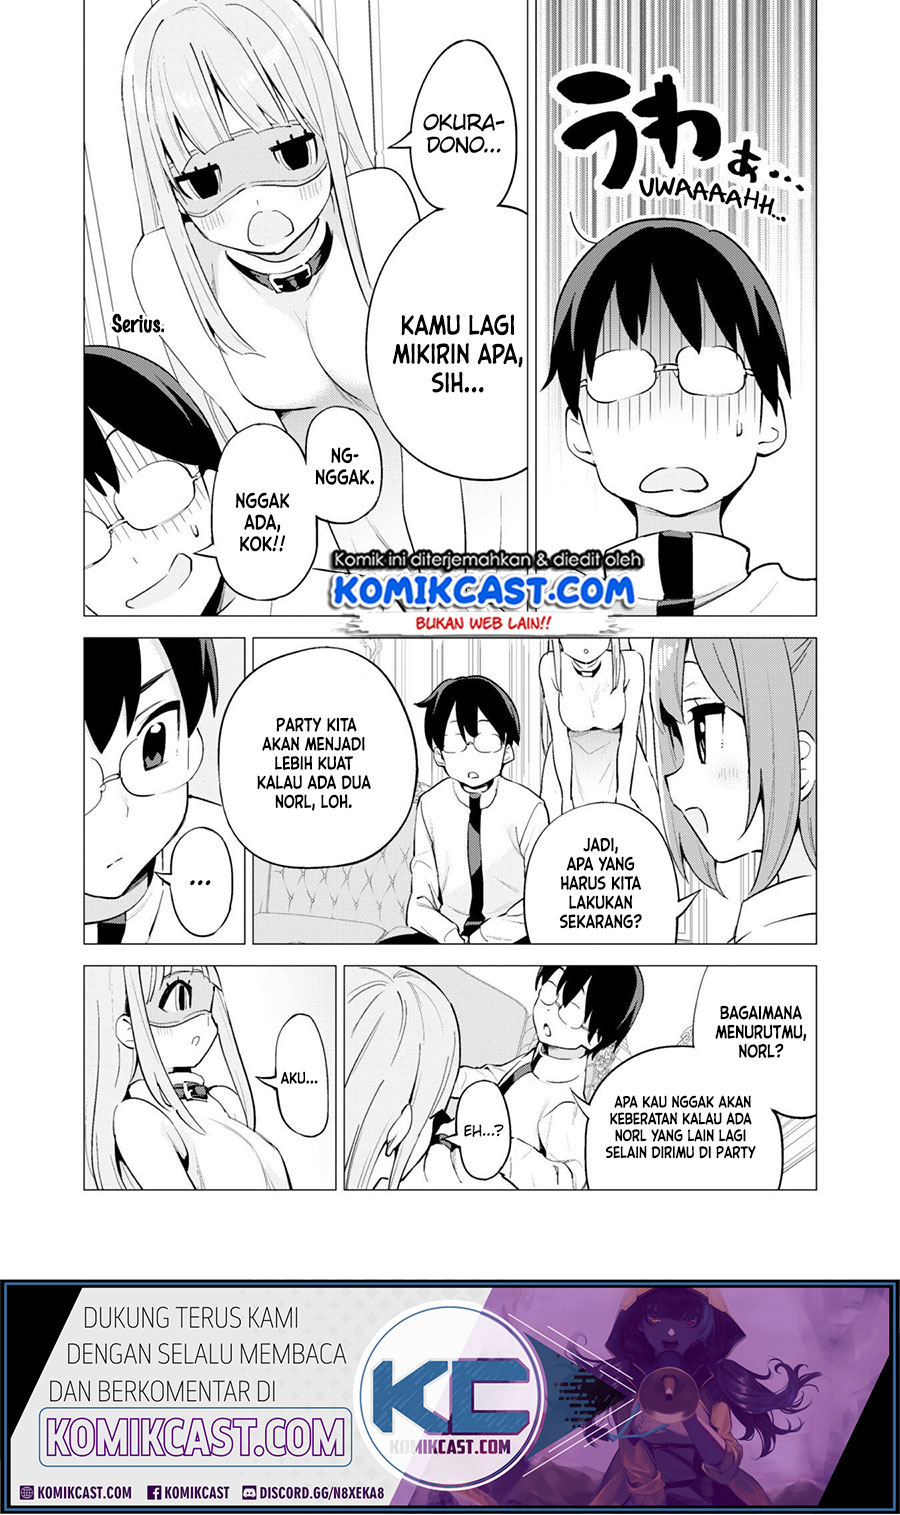 うわぁ…
UWAAAAHH...
OKURA-
DONO...
KAMU LAGI
MIKIRIN APA,
SIH...
Serius.
NG-
NGGAK.
NGGAK
ADA,
KOK!!
Komik ini diterjemahkan & diedit oleh
KOMIKCAST.COM
BUKAN WEB LAIN!!
PARTY KITA
AKAN MENJADI
LEBIH KUAT
KALAU ADA DUA
NORL, LOH.
JADI,
APA YANG
HARUS KITA
LAKUKAN
SEKARANG?
...
BAGAIMANA
MENURUTMU,
NORL?
APA KAU NGGAK AKAN
KEBERATAN KALAU ADA
NORL YANG LAIN LAGI
SELAIN DIRIMU DI PARTY
EH...?
AKU...
DUKUNG TERUS KAMI
DENGAN SELALU MEMBACA
DAN BERKOMENTAR DI
KOMIKCAST.COM
KC
KOMIKCAST.COM
KOMIKCAST.COM
KOMIKCAST
DISCORD.GG/N8XEKA8